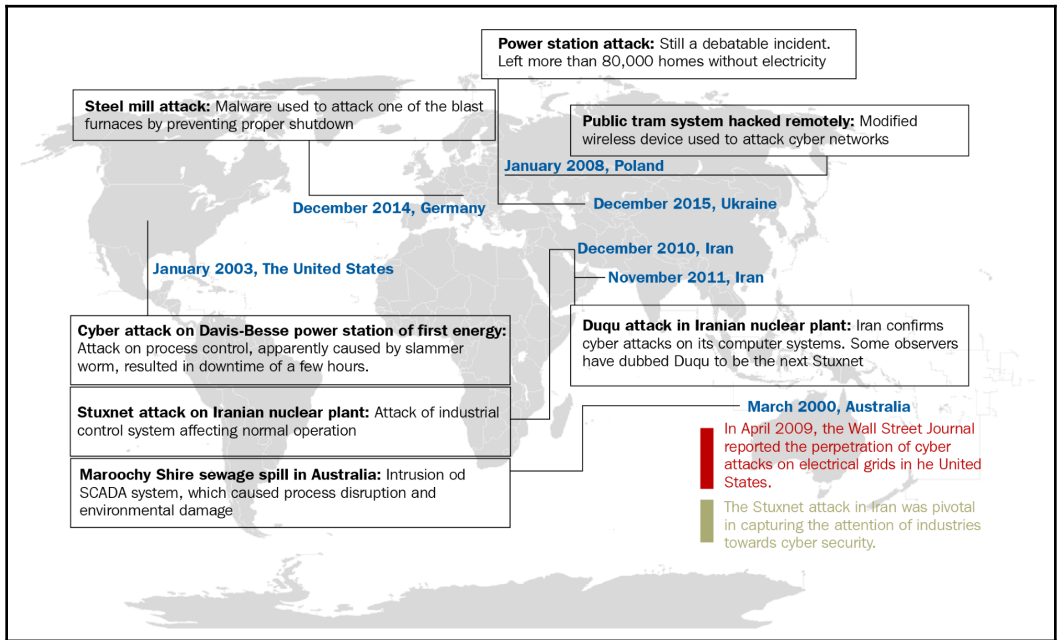 Power station attack: Still a debatable incident.
Left more than 80,000 homes without electricity
Steel mill attack: Malware used to attack one of the blast
furnaces by preventing proper shutdown
Public tram system hacked remotely: Modified
wireless device used to attack cyber networks
January 2008, Poland
December 2014, Germany
December 2015, Ukraine
December 2010, Iran
January 2003, The United States
November 2011, Iran
Cyber attack on Davis-Besse power station of first energy:
Attack on process control, apparently caused by slammer
worm, resulted in downtime of a few hours.
Duqu attack in Iranian nuclear plant: Iran confirms
cyber attacks on its computer systems. Some observers
have dubbed Duqu to be the next Stuxnet
Stuxnet attack on Iranian nuclear plant: Attack of industrial
control system affecting normal operation
March 2000, Australia
In April 2009, the Wall Street Journal
reported the perpetration of cyber
attacks on electrical grids in he United
States.
Maroochy Shire sewage spill in Australia: Intrusion od
SCADA system, which caused process disruption and
environmental damage
The Stuxnet attack in Iran was pivotal
in capturing the attention of industries
towards cyber security.